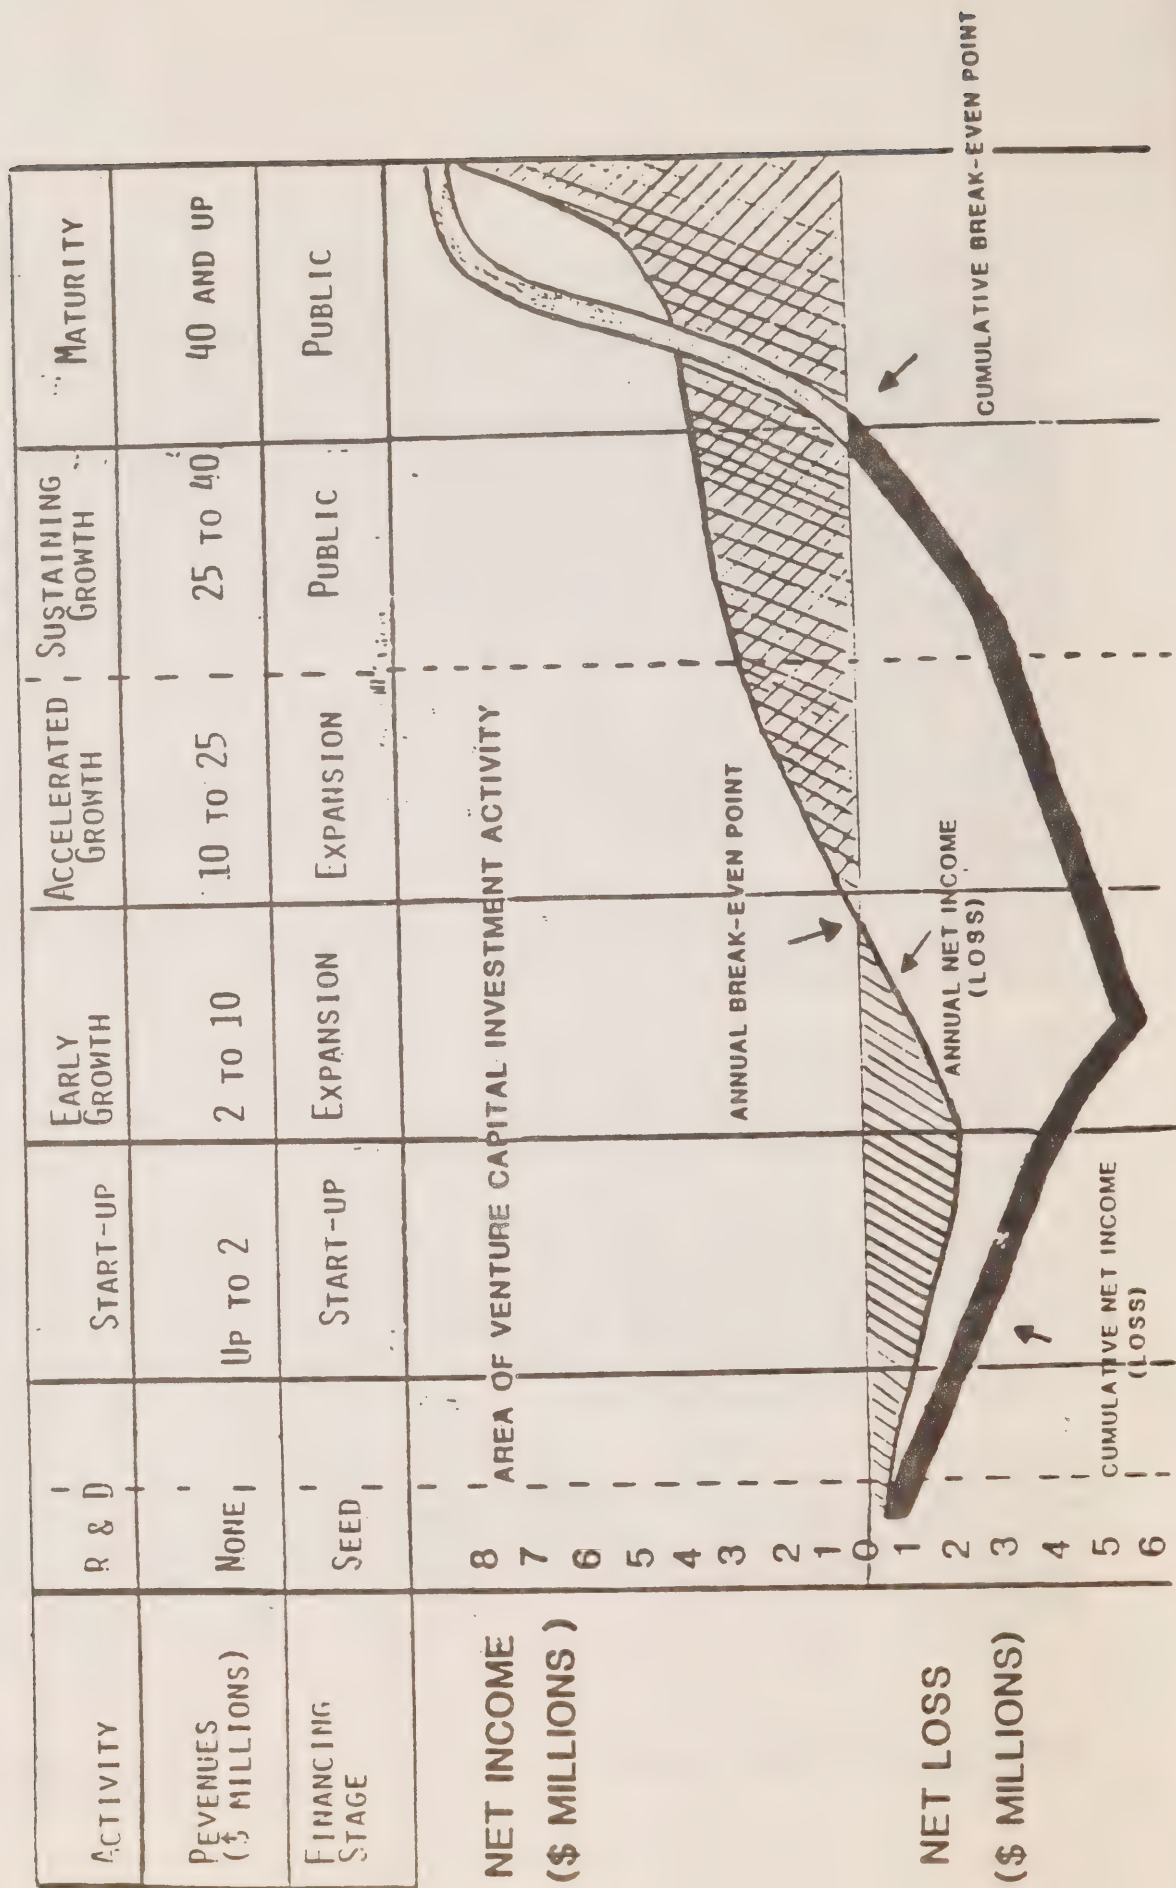 ACTIVITY
R & D
START-UP
EARLY
GROWTH
ACCELERATED
GROWTH
SUSTAINING
GROWTH
MATURITY
REVENUES
($ MILLIONS)
NONE
UP TO 2
2 TO 10
10 TO 25
25 TO 40
40 AND UP
FINANCING
STAGE
SEED
START-UP
EXPANSION
EXPANSION
PUBLIC
PUBLIC
AREA OF VENTURE CAPITAL INVESTMENT ACTIVITY
NET INCOME
($ MILLIONS)
8
7
6
5
4
3
2
1
0
1
2
3
4
5
6
ANNUAL BREAK-EVEN POINT
ANNUAL NET INCOME
(LOSS)
NET LOSS
($ MILLIONS)
CUMULATIVE BREAK-EVEN POINT
CUMULATIVE NET INCOME
(LOSS)